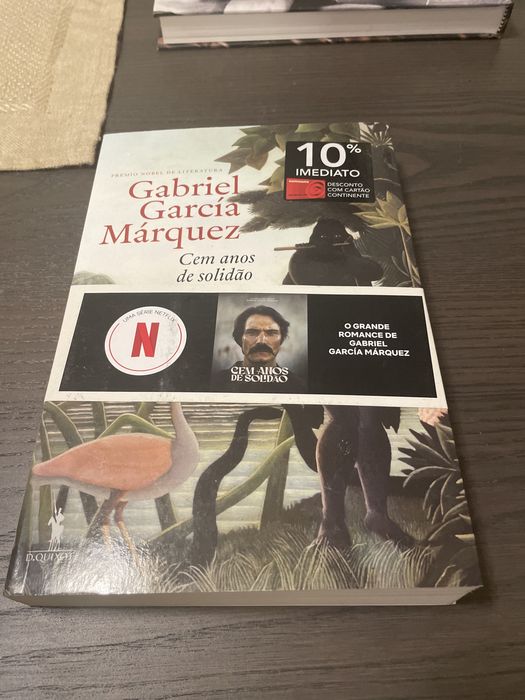 PRÉMIO NOBEL DE LITERATURA
Gabriel
García
Márquez
Cem anos
de solidão
10%
IMEDIATO
DESCONTO
COM CARTÃO
CONTINENTE
UMA SÉRIE NETFLIX
N
CEM ANOS
DE SOLIDÃO
O GRANDE
ROMANCE DE
GABRIEL
GARCÍA MÁRQUEZ
D.QUIXOTE